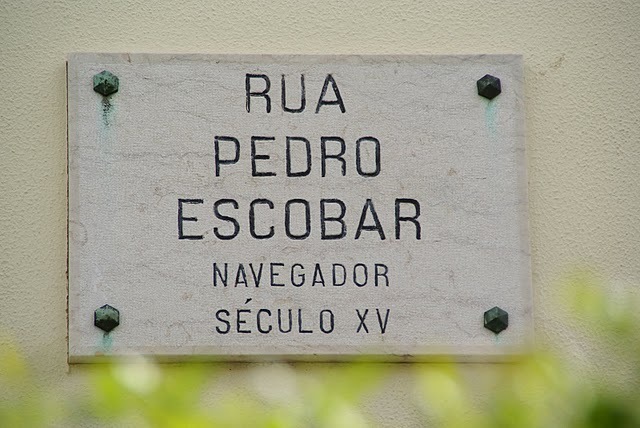 RUA
PEDRO
ESCOBAR
NAVEGADOR
SÉCULO XV